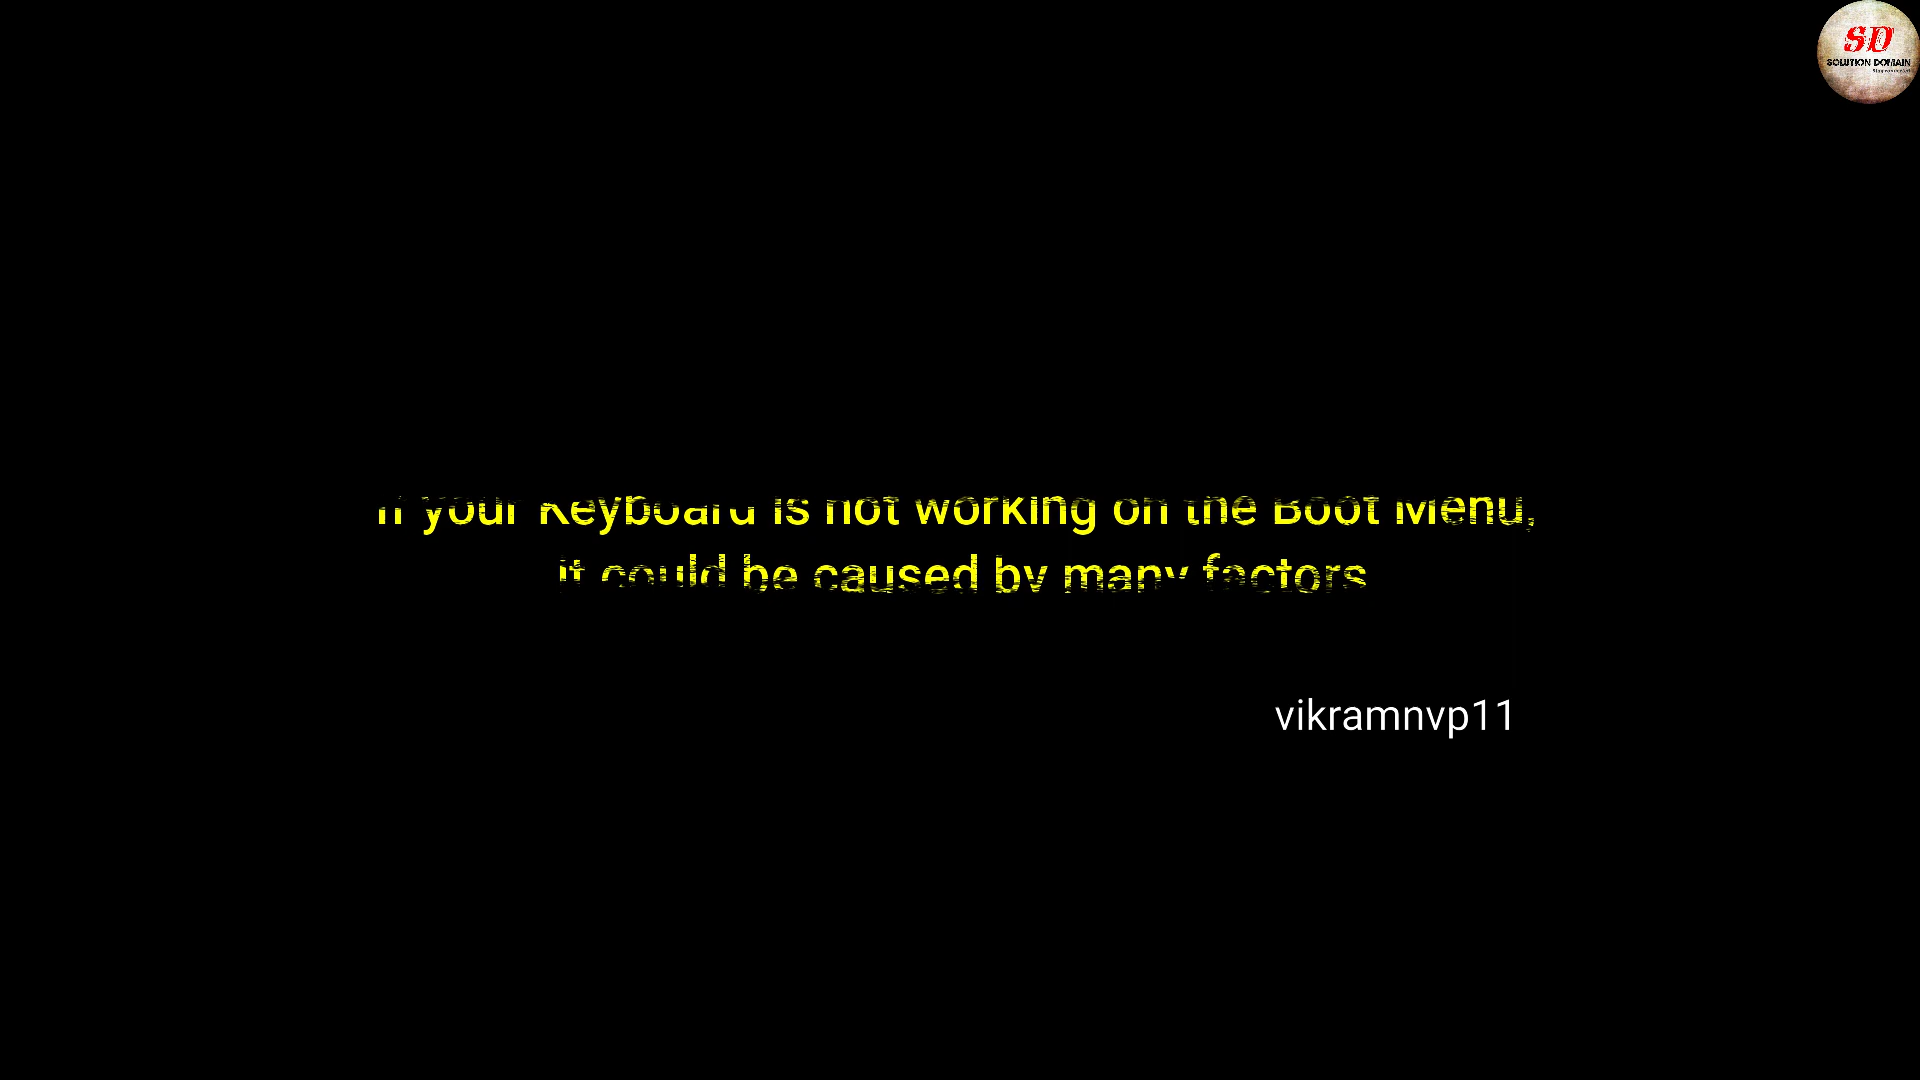 SD
SOLUTION DOMAIN
If your Keyboard is not working on the Boot Menu,
it could be caused by many factors
vikramnvp11